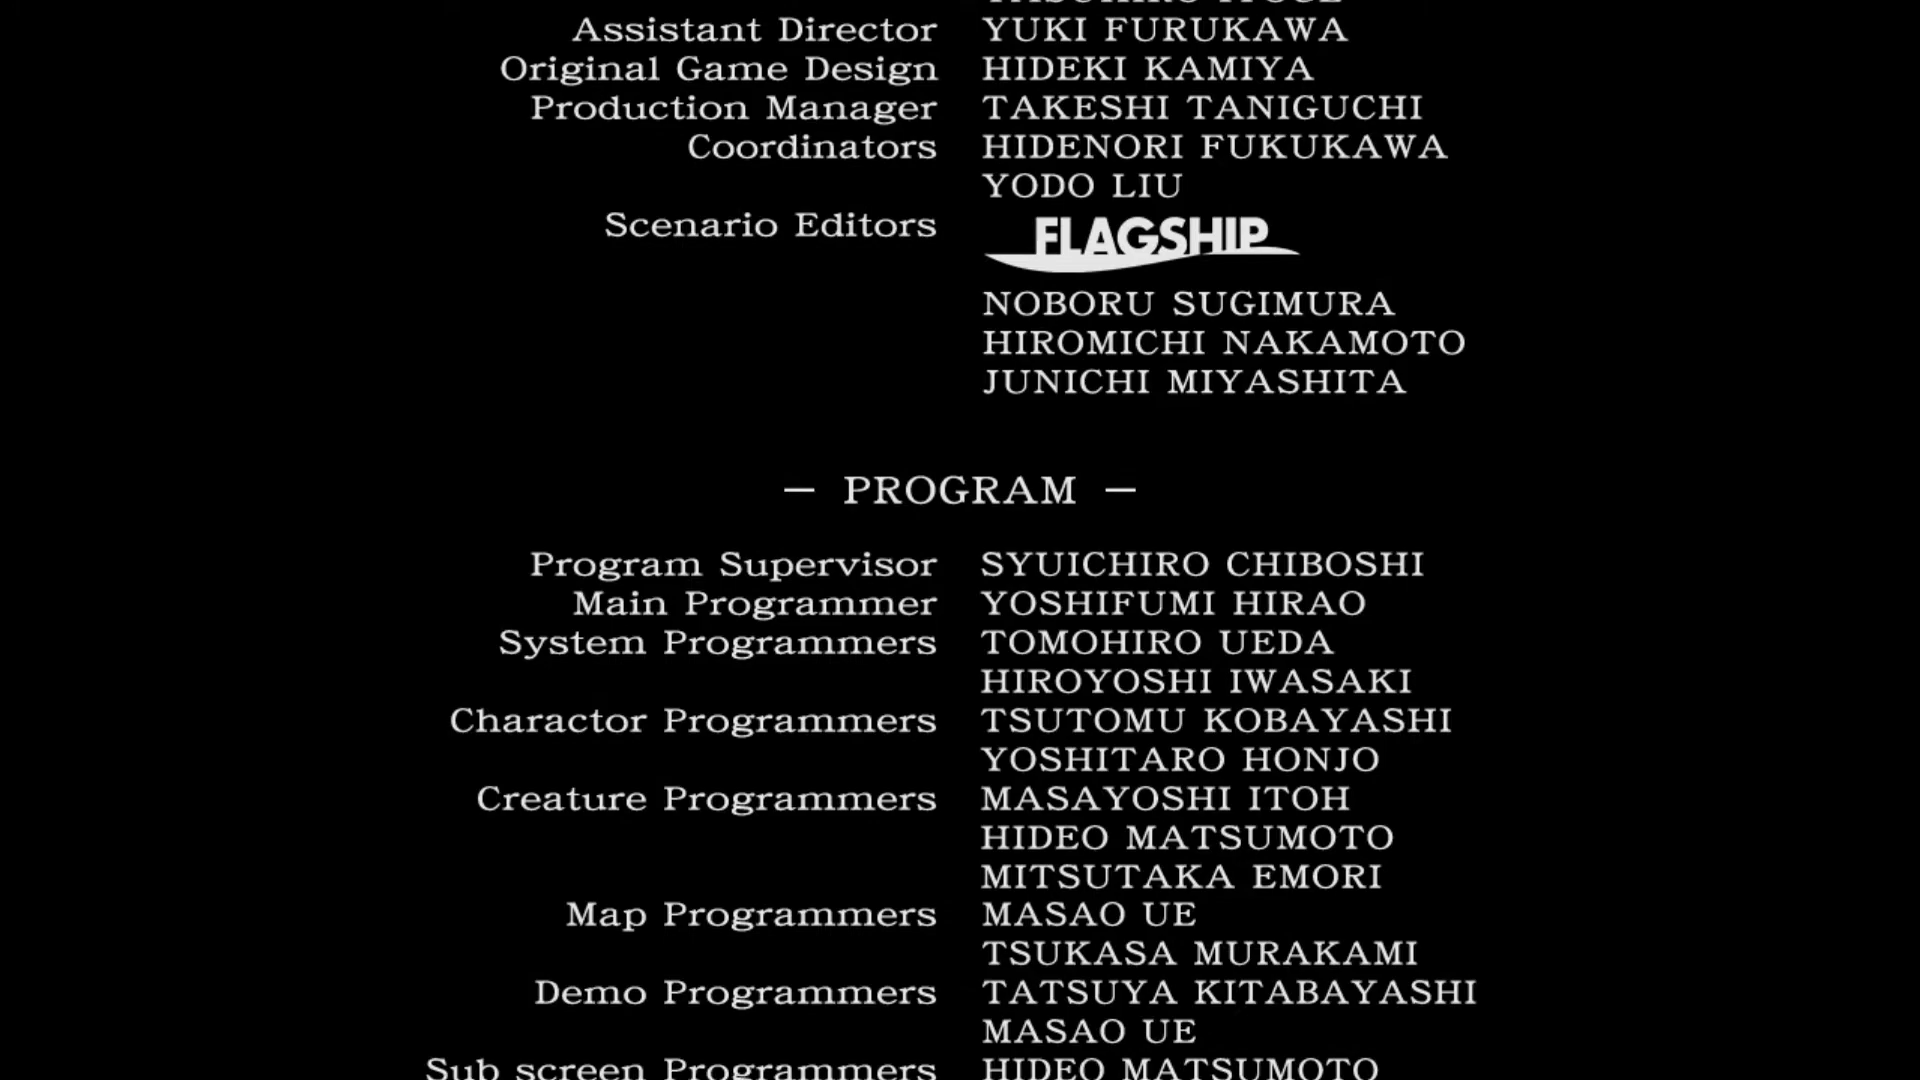 Assistant Director YUKI FURUKAWA
Original Game Design HIDEKI KAMIYA
Production Manager TAKESHI TANIGUCHI
Coordinators HIDENORI FUKUKAWA
YODO LIU
Scenario Editors FLAGSHIP
NOBORU SUGIMURA
HIROMICHI NAKAMOTO
JUNICHI MIYASHITA
— PROGRAM —
Program Supervisor SYUICHIRO CHIBOSHI
Main Programmer YOSHIFUMI HIRAO
System Programmers TOMOHIRO UEDA
HIROYOSHI IWASAKI
Charactor Programmers TSUTOMU KOBAYASHI
YOSHITARO HONJO
Creature Programmers MASAYOSHI ITOH
HIDEO MATSUMOTO
MITSUTAKA EMORI
Map Programmers MASAO UE
TSUKASA MURAKAMI
Demo Programmers TATSUYA KITABAYASHI
MASAO UE
Sub screen Programmers HIDEO MATSUMOTO